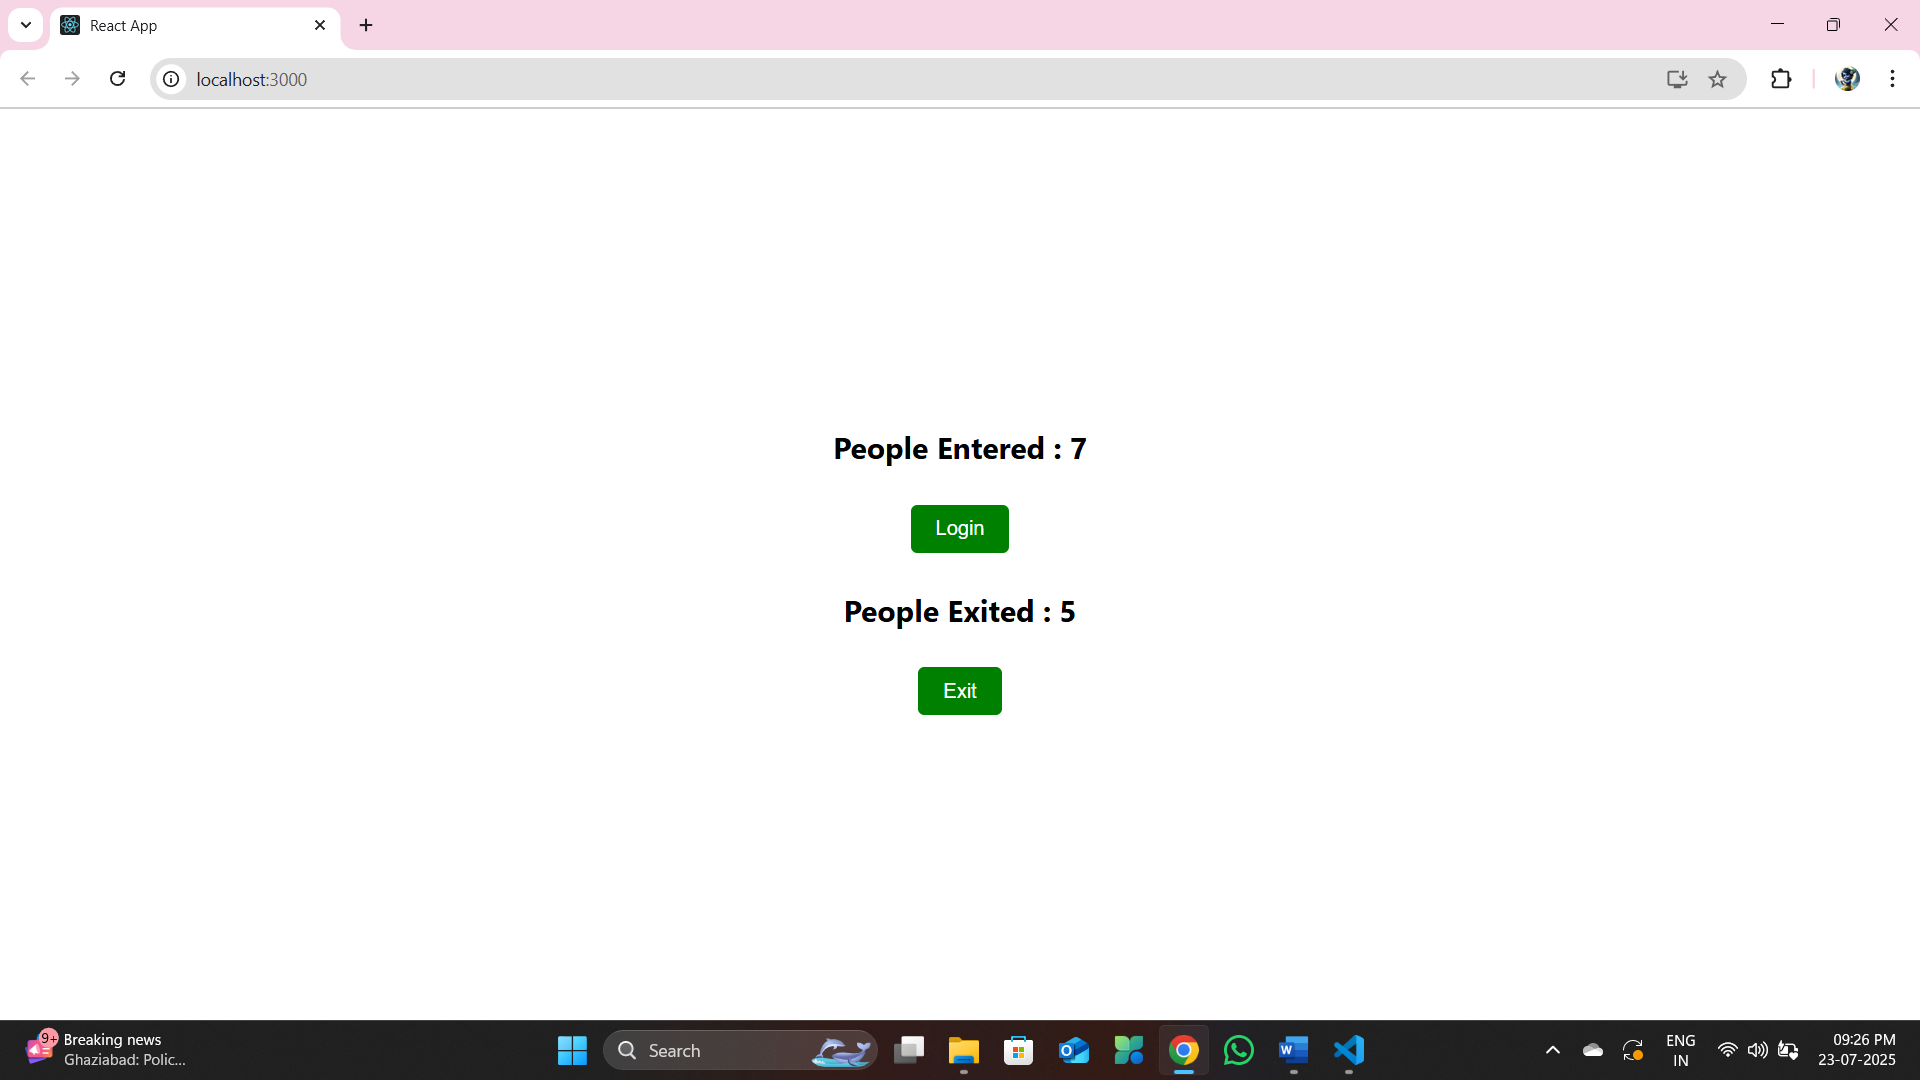 React App
localhost:3000
People Entered : 7
Login
People Exited : 5
Exit
9+
Breaking news
Ghaziabad: Polic...
Search
ENG
IN
09:26 PM
23-07-2025